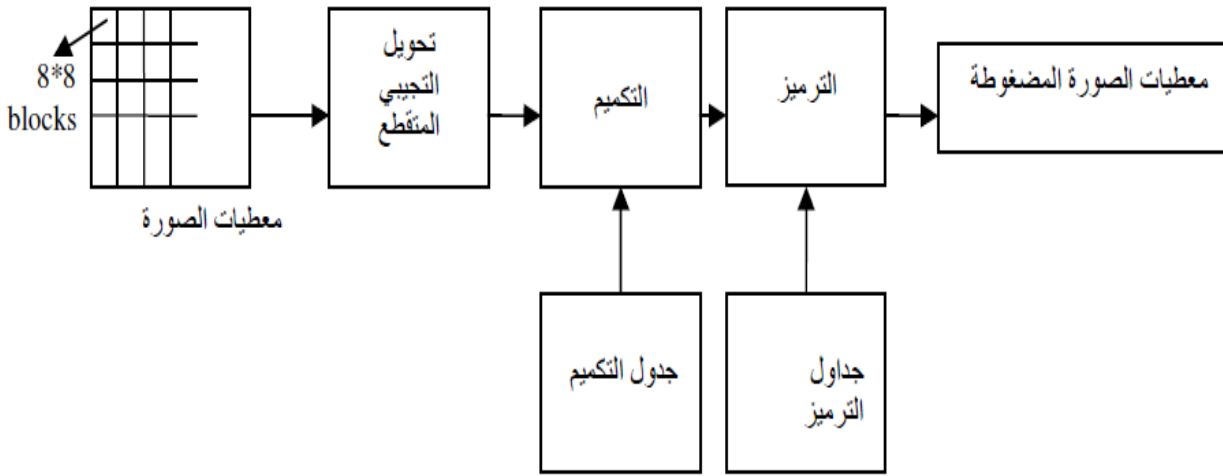 8*8
blocks
معطيات الصورة
تحويل
التجيبي
المتقطع
التكميم
الترميز
معطيات الصورة المضغوطة
جدول التكميم
جداول
الترميز